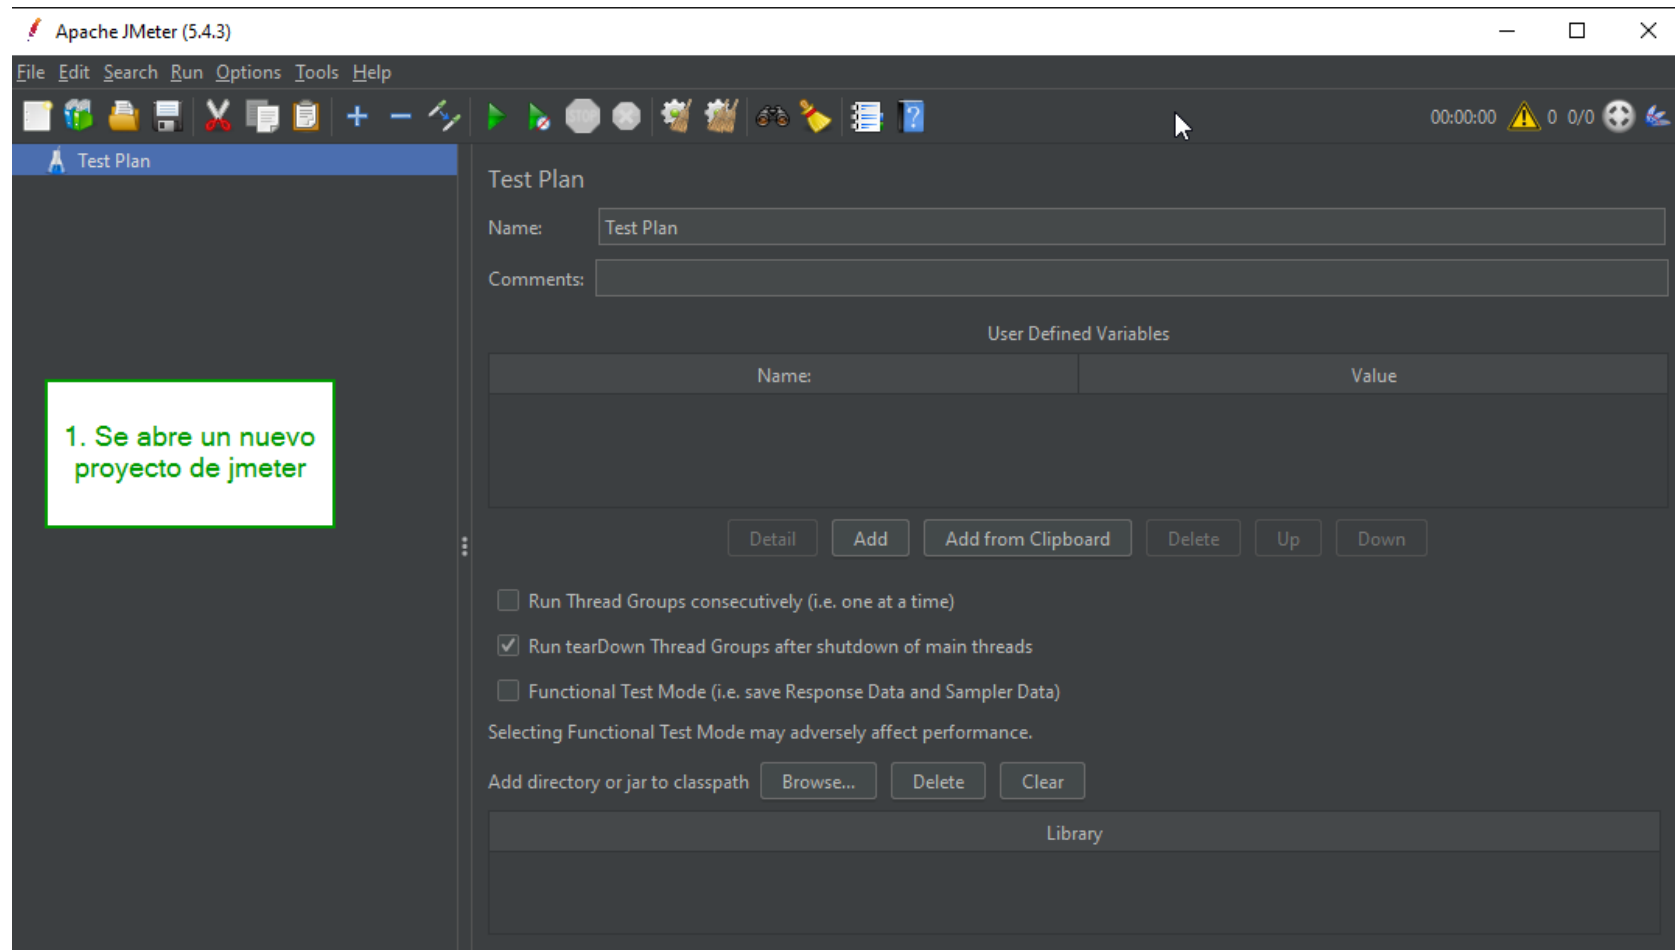 Apache JMeter (5.4.3)
File Edit Search Run Options Tools Help
STOP
00:00:00 0 0/0
Test Plan
Test Plan
Name: Test Plan
Comments:
User Defined Variables
Name: Value
1. Se abre un nuevo
proyecto de jmeter
Detail Add Add from Clipboard Delete Up Down
Run Thread Groups consecutively (i.e. one at a time)
Run tearDown Thread Groups after shutdown of main threads
Functional Test Mode (i.e. save Response Data and Sampler Data)
Selecting Functional Test Mode may adversely affect performance.
Add directory or jar to classpath Browse... Delete Clear
Library